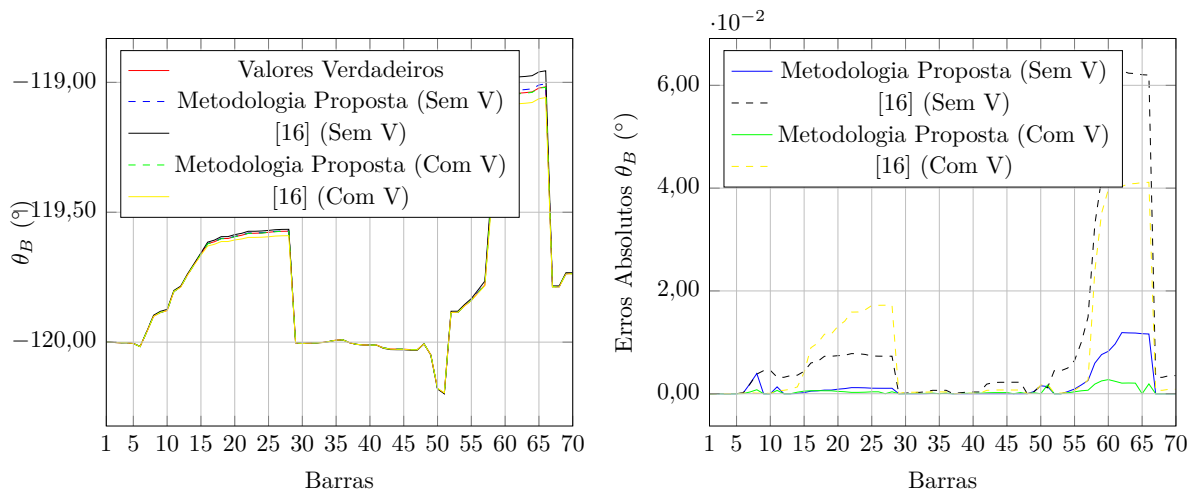 −119,00
−119,50
−120,00
θB (°)
Valores Verdadeiros
Metodologia Proposta (Sem V)
[16] (Sem V)
Metodologia Proposta (Com V)
[16] (Com V)
1 5 10 15 20 25 30 35 40 45 50 55 60 65 70
Barras
·10−2
6,00
4,00
2,00
0,00
Erros Absolutos θB (°)
Metodologia Proposta (Sem V)
[16] (Sem V)
Metodologia Proposta (Com V)
[16] (Com V)
1 5 10 15 20 25 30 35 40 45 50 55 60 65 70
Barras